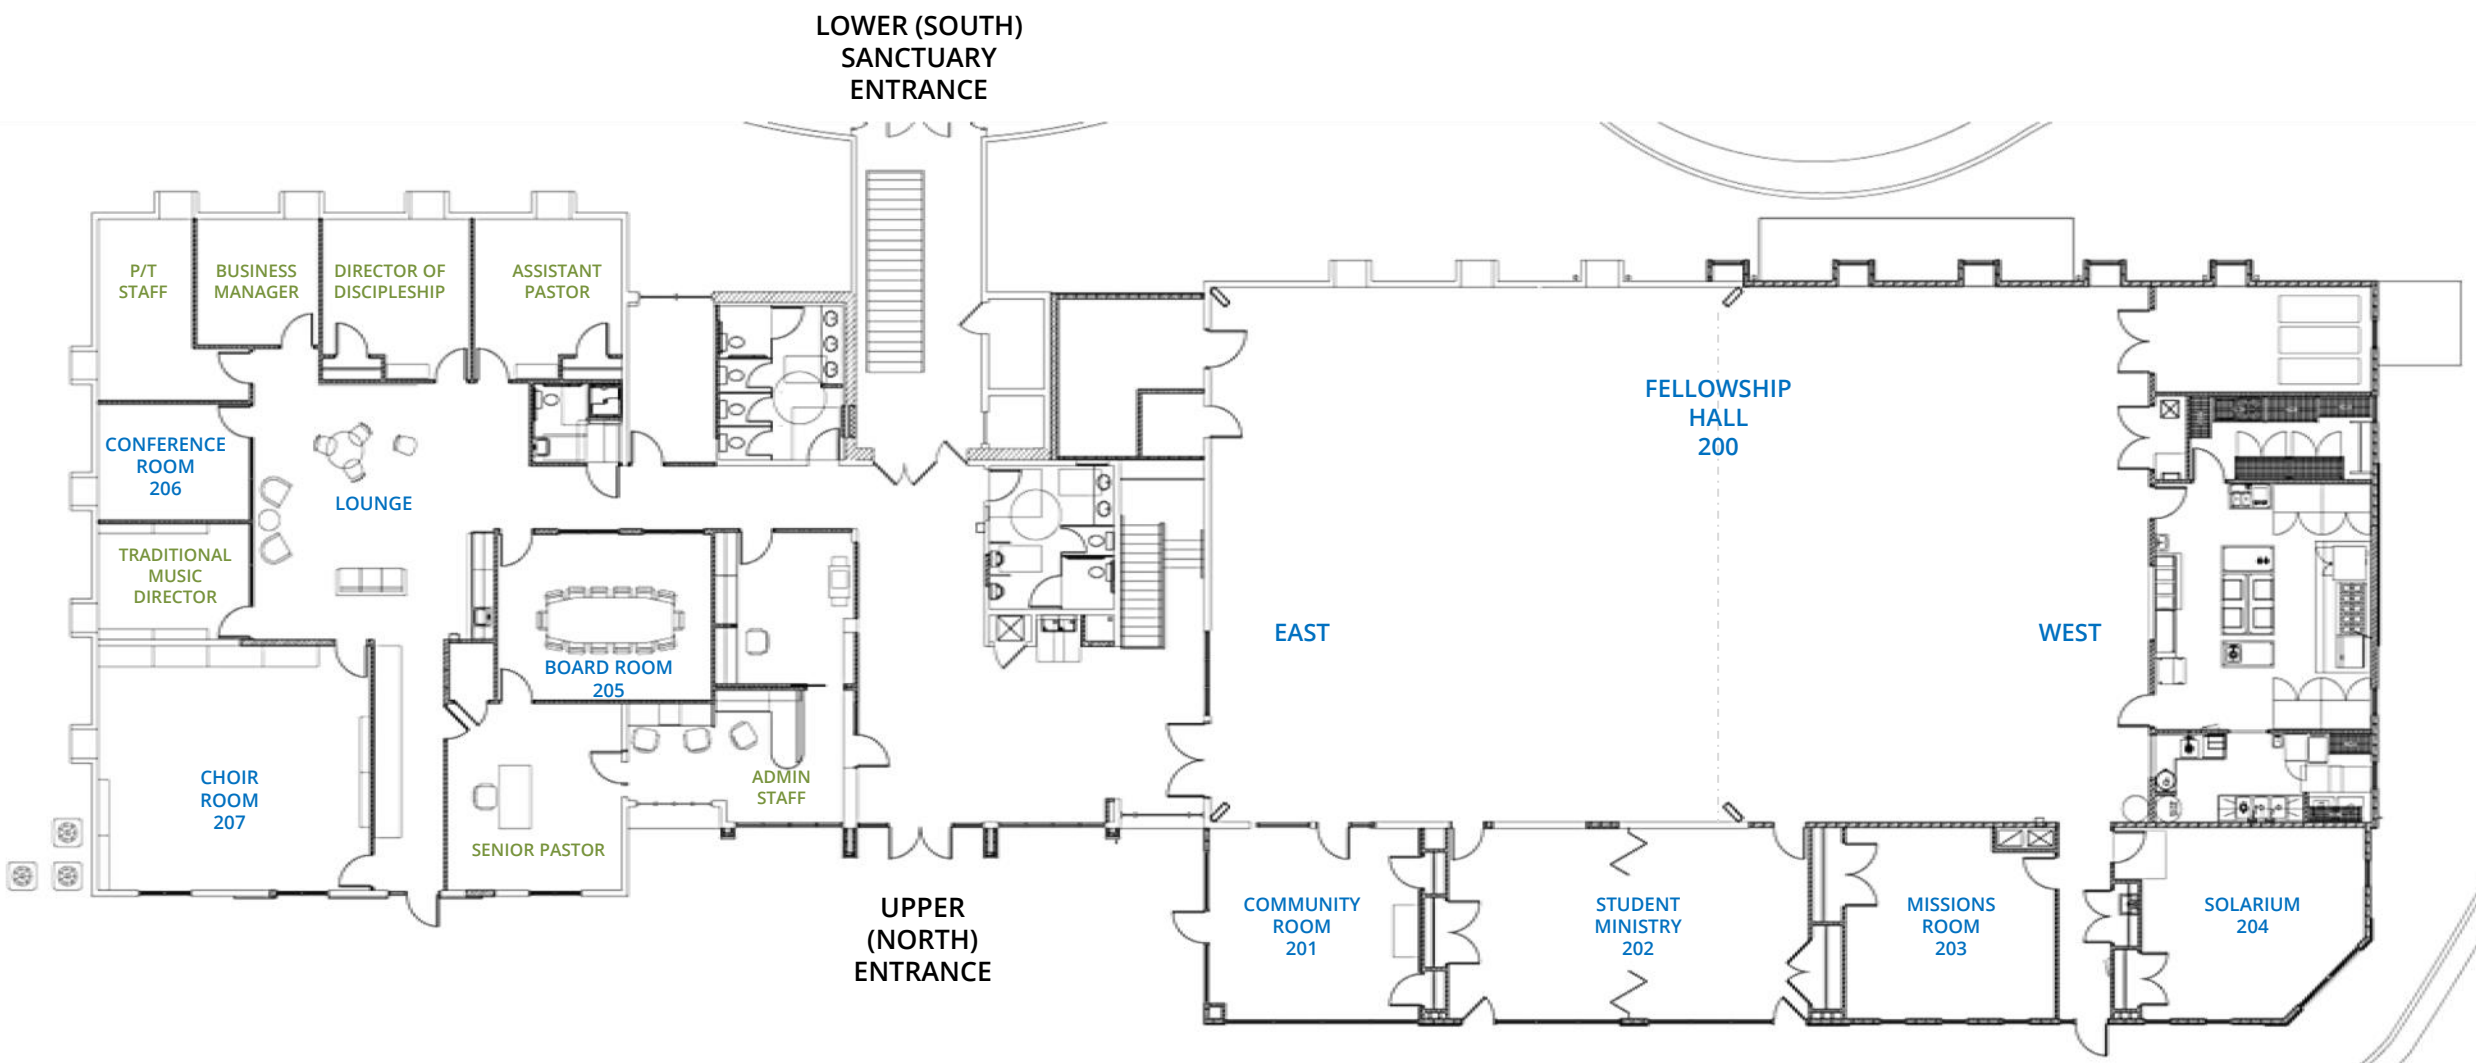 LOWER (SOUTH)
SANCTUARY
ENTRANCE
P/T
STAFF
BUSINESS
MANAGER
DIRECTOR OF
DISCIPLESHIP
ASSISTANT
PASTOR
CONFERENCE
ROOM
206
LOUNGE
TRADITIONAL
MUSIC
DIRECTOR
BOARD ROOM
205
CHOIR
ROOM
207
ADMIN
STAFF
SENIOR PASTOR
FELLOWSHIP
HALL
200
EAST
WEST
UPPER
(NORTH)
ENTRANCE
COMMUNITY
ROOM
201
STUDENT
MINISTRY
202
MISSIONS
ROOM
203
SOLARIUM
204